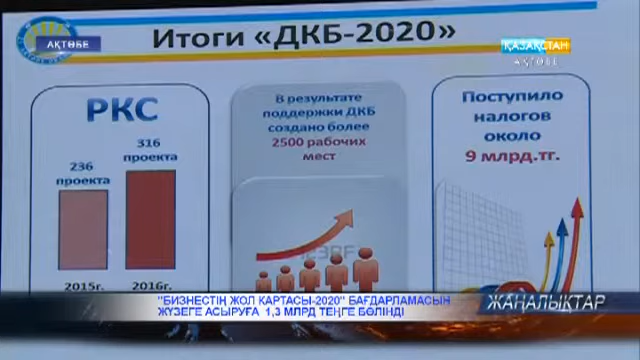 АҚТӨБЕ
Итоги «ДКБ-2020»
ҚАЗАҚСТАН
АҚТӨБЕ
РКС
316
проекта
236
проекта
2015г.
2016г.
В результате
поддержки ДКБ
создано более
2500 рабочих
мест
Поступило
налогов
около
9 млрд.тг.
"БИЗНЕСТІҢ ЖОЛ КАРТАСЫ-2020" БАҒДАРЛАМАСЫН
ЖҮЗЕГЕ АСЫРУҒА 1,3 МЛРД ТЕҢГЕ БӨЛІНДІ
ЖАҢАЛЫҚТАР